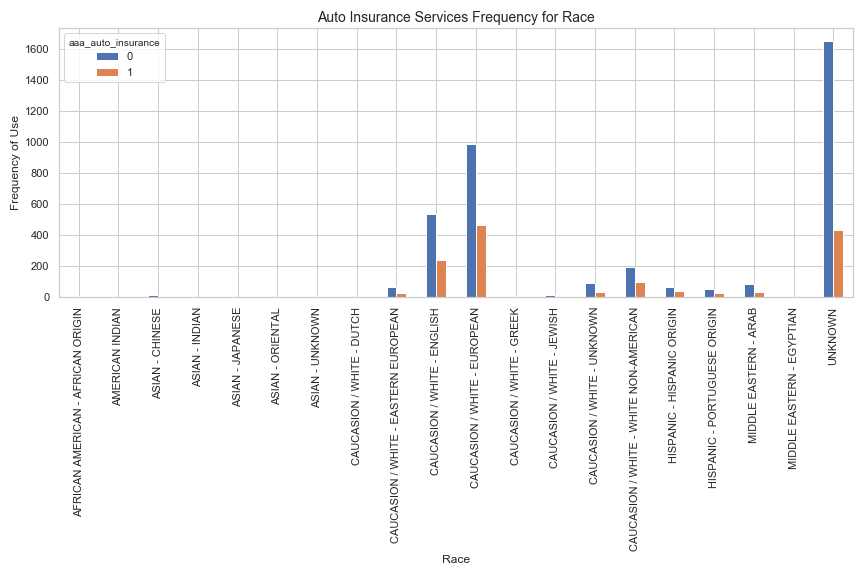 Auto Insurance Services Frequency for Race
aaa_auto_insurance
0
1
Frequency of Use
1600
1400
1200
1000
800
600
400
200
0
AFRICAN AMERICAN - AFRICAN ORIGIN
AMERICAN INDIAN
ASIAN - CHINESE
ASIAN - INDIAN
ASIAN - JAPANESE
ASIAN - ORIENTAL
ASIAN - UNKNOWN
CAUCASION / WHITE - DUTCH
CAUCASION / WHITE - EASTERN EUROPEAN
CAUCASION / WHITE - ENGLISH
CAUCASION / WHITE - EUROPEAN
CAUCASION / WHITE - GREEK
CAUCASION / WHITE - JEWISH
CAUCASION / WHITE - UNKNOWN
CAUCASION / WHITE - WHITE NON-AMERICAN
HISPANIC - HISPANIC ORIGIN
HISPANIC - PORTUGUESE ORIGIN
MIDDLE EASTERN - ARAB
MIDDLE EASTERN - EGYPTIAN
UNKNOWN
Race